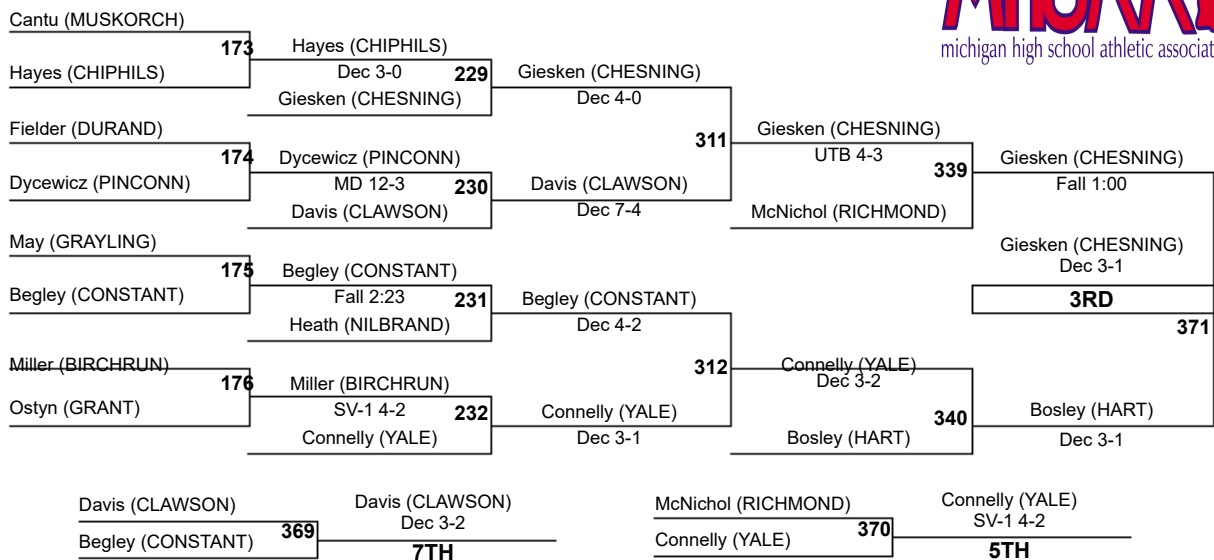 Cantu (MUSKORCH)
173
Hayes (CHIPHILS)
Hayes (CHIPHILS)
Dec 3-0
229
Giesken (CHESNING)
Giesken (CHESNING)
Dec 4-0
Fielder (DURAND)
174
Dycewicz (PINCONN)
Dycewicz (PINCONN)
MD 12-3
230
Davis (CLAWSON)
Davis (CLAWSON)
Dec 7-4
311
Giesken (CHESNING)
UTB 4-3
339
McNichol (RICHMOND)
Giesken (CHESNING)
Fall 1:00
May (GRAYLING)
175
Begley (CONSTANT)
Begley (CONSTANT)
Fall 2:23
231
Heath (NILBRAND)
Begley (CONSTANT)
Dec 4-2
Miller (BIRCHRUN)
176
Ostyn (GRANT)
Miller (BIRCHRUN)
SV-1 4-2
232
Connelly (YALE)
Connelly (YALE)
Dec 3-1
312
Connelly (YALE)
Dec 3-2
340
Bosley (HART)
Bosley (HART)
Dec 3-1
Giesken (CHESNING)
Dec 3-1
3RD
371
Davis (CLAWSON)
369
Begley (CONSTANT)
Davis (CLAWSON)
Dec 3-2
7TH
McNichol (RICHMOND)
370
Connelly (YALE)
Connelly (YALE)
SV-1 4-2
5TH
michigan high school athletic associat